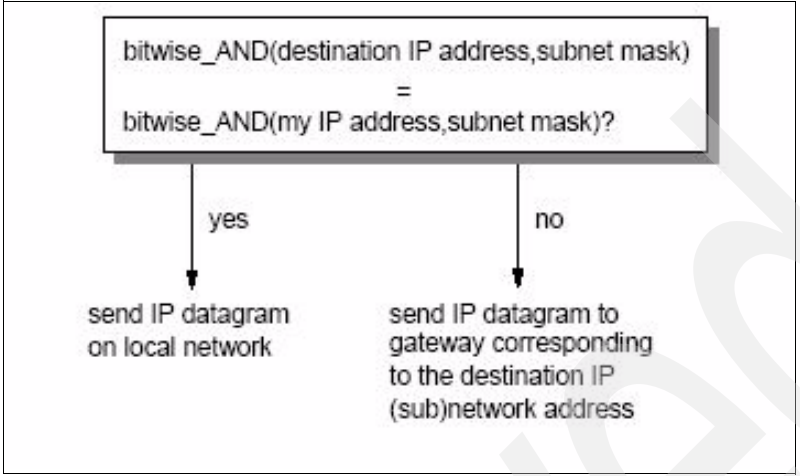 bitwise_AND(destination IP address,subnet mask)
=
bitwise_AND(my IP address,subnet mask)?
yes
no
send IP datagram
on local network
send IP datagram to
gateway corresponding
to the destination IP
(sub)network address